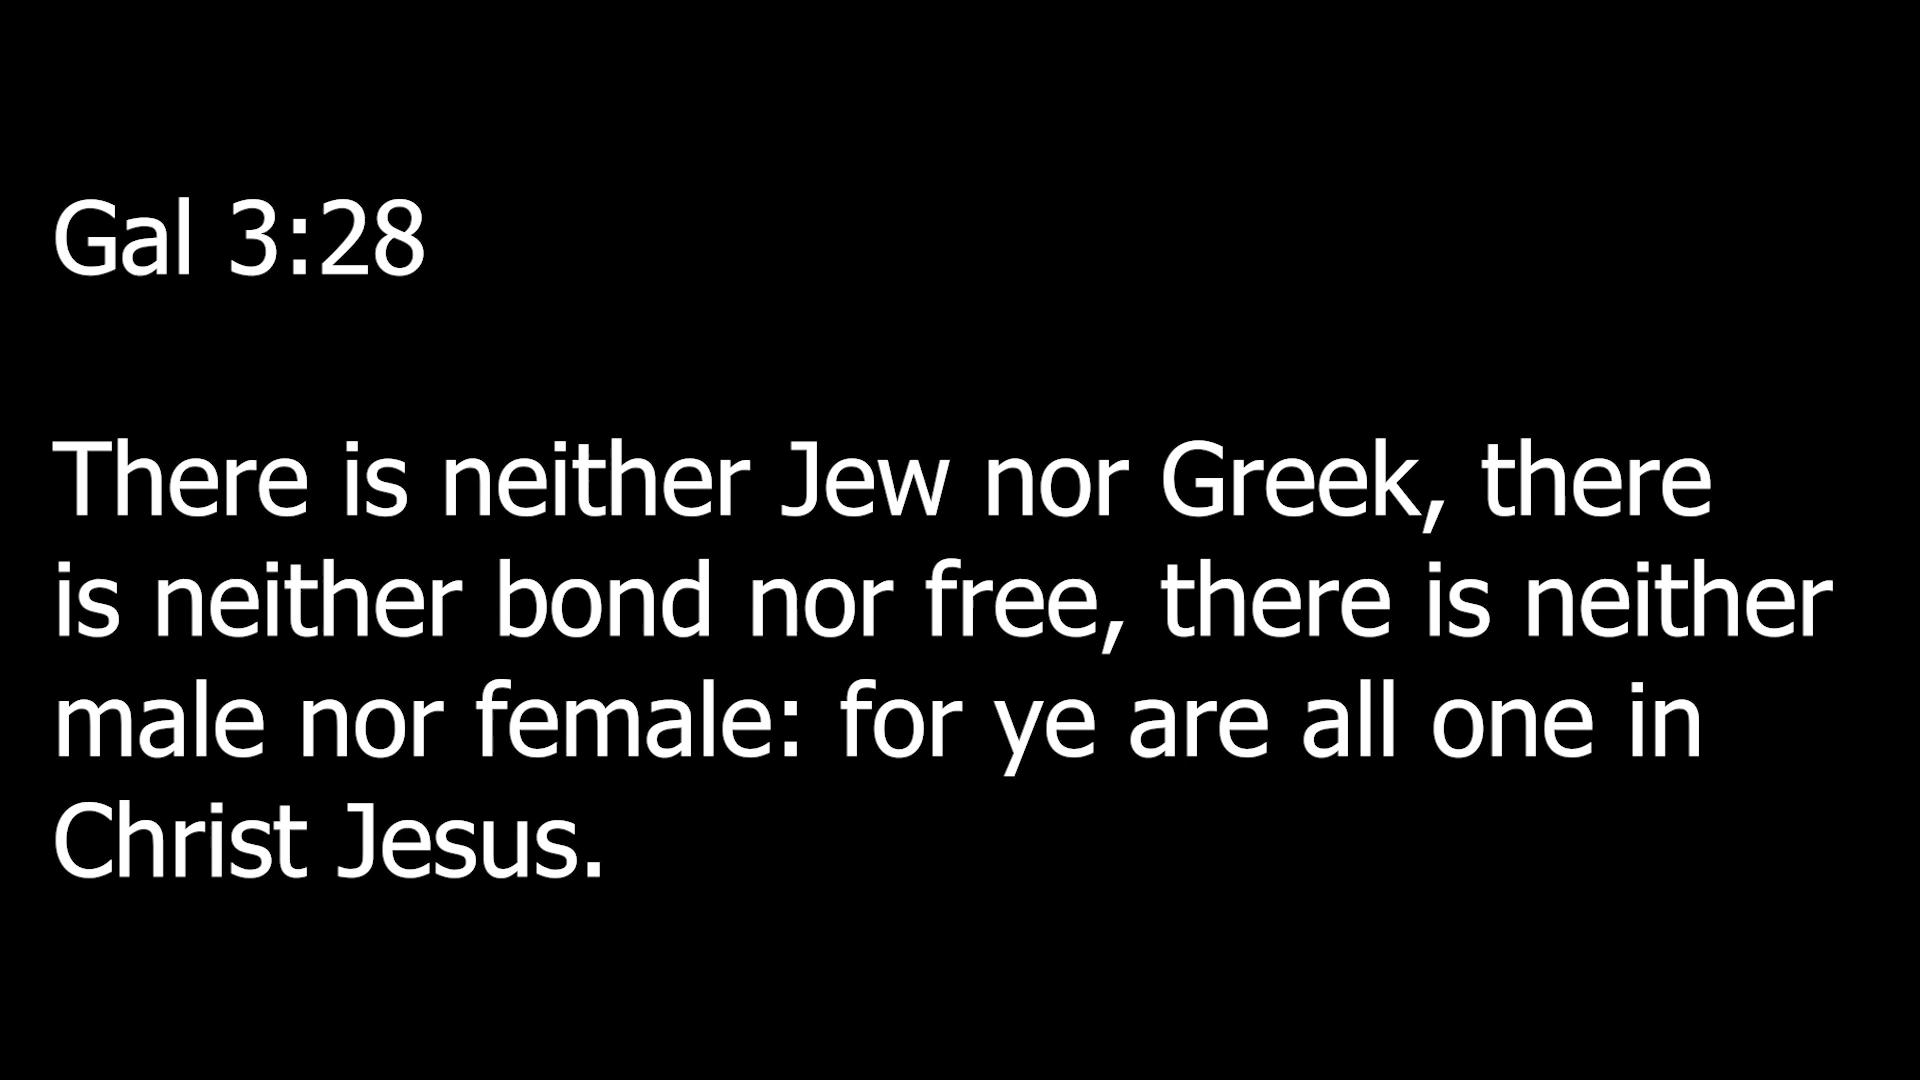 Gal 3:28
There is neither Jew nor Greek, there
is neither bond nor free, there is neither
male nor female: for ye are all one in
Christ Jesus.